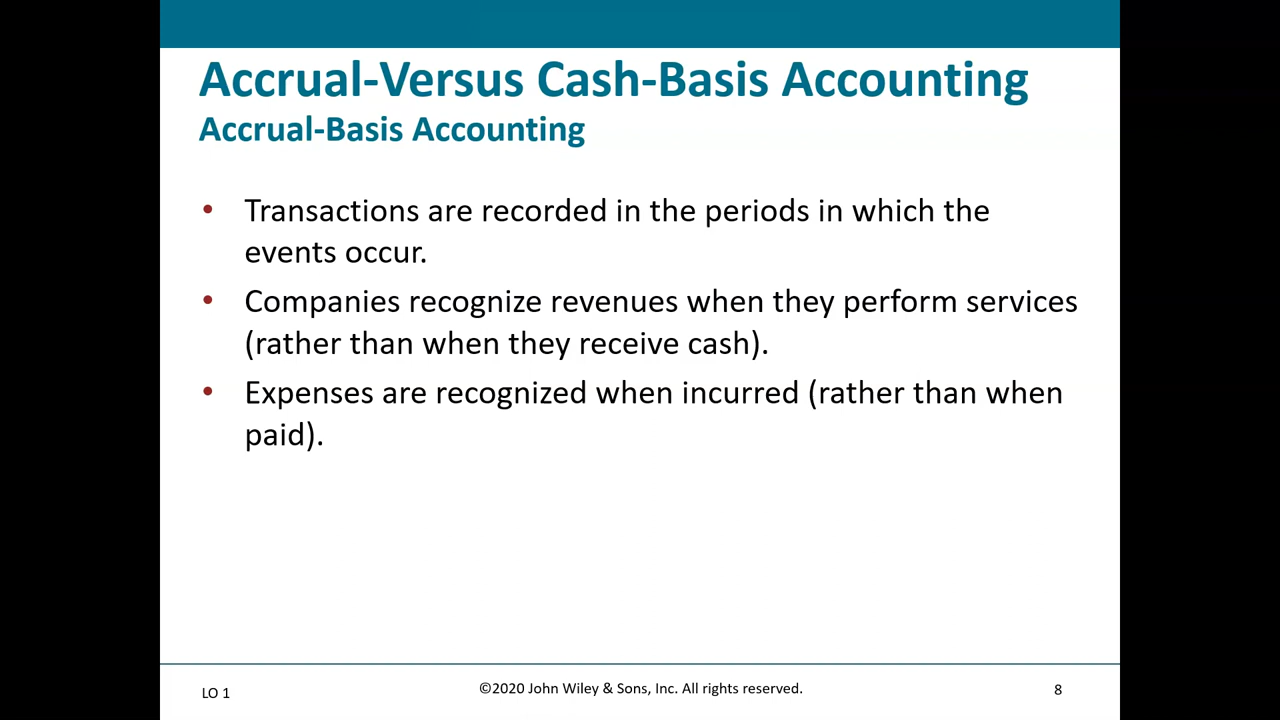 Accrual-Versus Cash-Basis Accounting
Accrual-Basis Accounting
• Transactions are recorded in the periods in which the
events occur.
• Companies recognize revenues when they perform services
(rather than when they receive cash).
• Expenses are recognized when incurred (rather than when
paid).
LO 1
©2020 John Wiley & Sons, Inc. All rights reserved.
8